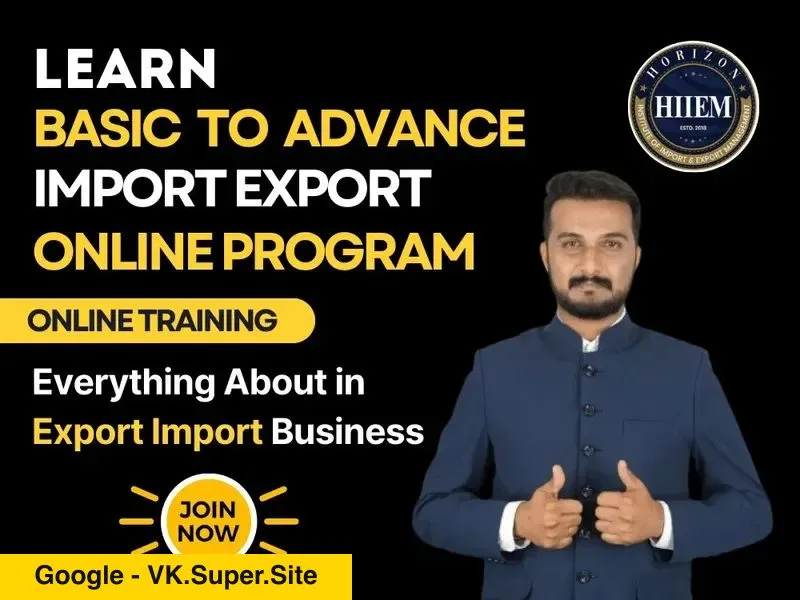 LEARN
BASIC TO ADVANCE
IMPORT EXPORT
ONLINE PROGRAM
ONLINE TRAINING
Everything About in
Export Import Business
JOIN
NOW
Google - VK.Super.Site
HORIZON
HIIEM
ESTD. 2018
INSTITUTE OF IMPORT & EXPORT MANAGEMENT